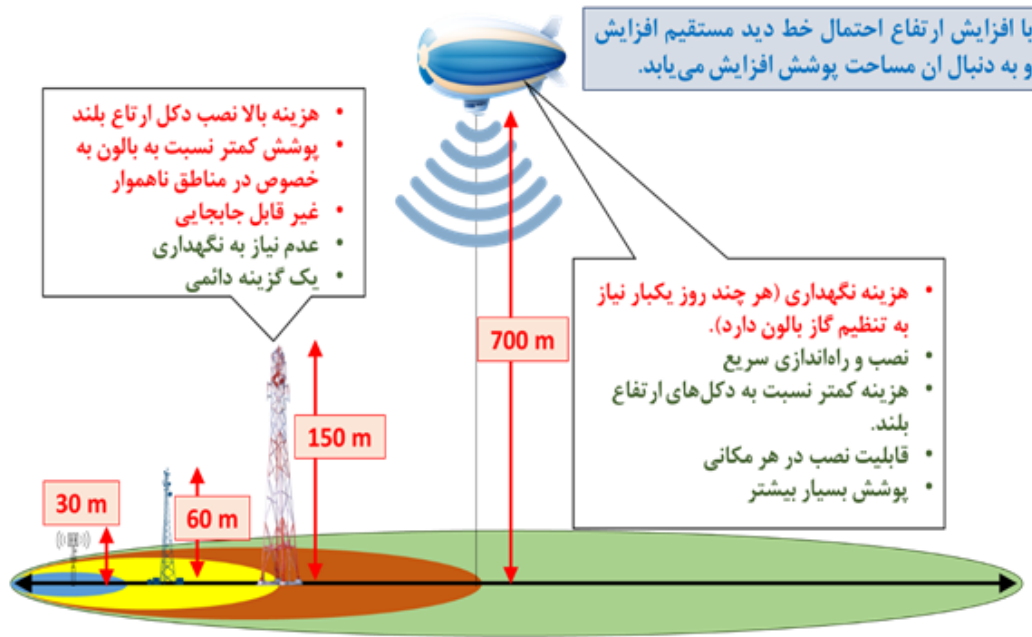 با افزایش ارتفاع احتمال خط دید مستقیم افزایش
و به دنبال ان مساحت پوشش افزایش می‌یابد.
• هزینه بالا نصب دکل ارتاع بلند
• پوشش کمتر نسبت به بالون به
خصوص در مناطق ناهموار
• غیر قابل جابجایی
• عدم نیاز به نگهداری
• یک گزینه دائمی
• هزینه نگهداری (هر چند روز یکبار نیاز
به تنظیم گاز بالون دارد).
• نصب و راه‌اندازی سریع
• هزینه کمتر نسبت به دکل‌های ارتفاع
بلند.
• قابلیت نصب در هر مکانی
• پوشش بسیار بیشتر
700 m
150 m
60 m
30 m